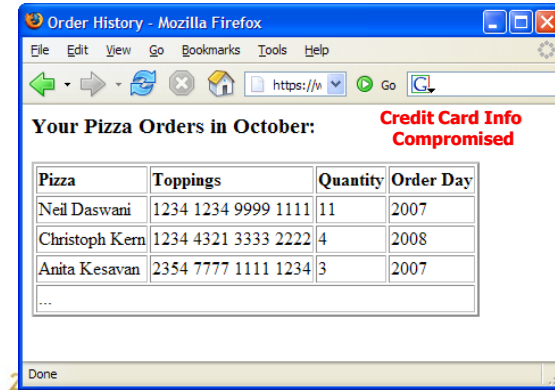 Order History - Mozilla Firefox
File Edit View Go Bookmarks Tools Help
https://w Go G
Your Pizza Orders in October:
Credit Card Info
Compromised
Pizza Toppings Quantity Order Day
Neil Daswani 1234 1234 9999 1111 11 2007
Christoph Kern 1234 4321 3333 2222 4 2008
Anita Kesavan 2354 7777 1111 1234 3 2007
...
Done